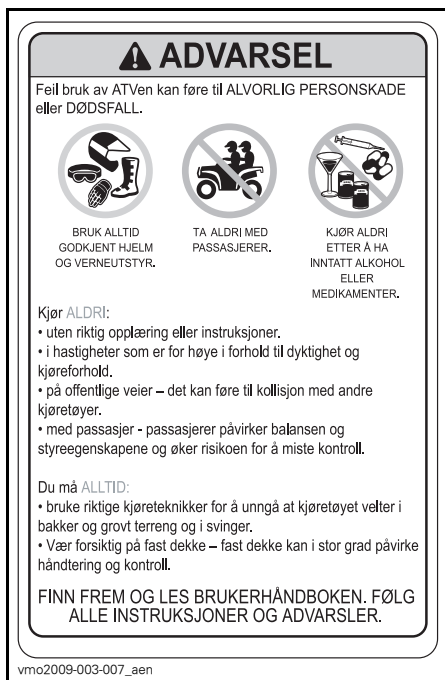 ADVARSEL
Feil bruk av ATVen kan føre til ALVORLIG PERSONSKADE
eller DØDSFALL.
BRUK ALLTID
GODKJENT HJELM
OG VERNEUTSTYR.
TA ALDRI MED
PASSASJERER.
KJØR ALDRI
ETTER Å HA
INNTATT ALKOHOL
ELLER
MEDIKAMENTER.
Kjør ALDRI:
• uten riktig opplæring eller instruksjoner.
• i hastigheter som er for høye i forhold til dyktighet og
kjøreforhold.
• på offentlige veier – det kan føre til kollisjon med andre
kjøretøyer.
• med passasjer - passasjerer påvirker balansen og
styreegenskapene og øker risikoen for å miste kontroll.
Du må ALLTID:
• bruke riktige kjøreteknikker for å unngå at kjøretøyet velter i
bakker og grovt terreng og i svinger.
• Vær forsiktig på fast dekke – fast dekke kan i stor grad påvirke
håndtering og kontroll.
FINN FREM OG LES BRUKERHÅNDBOKEN. FØLG
ALLE INSTRUKSJONER OG ADVARSLER.
vmo2009-003-007_aen